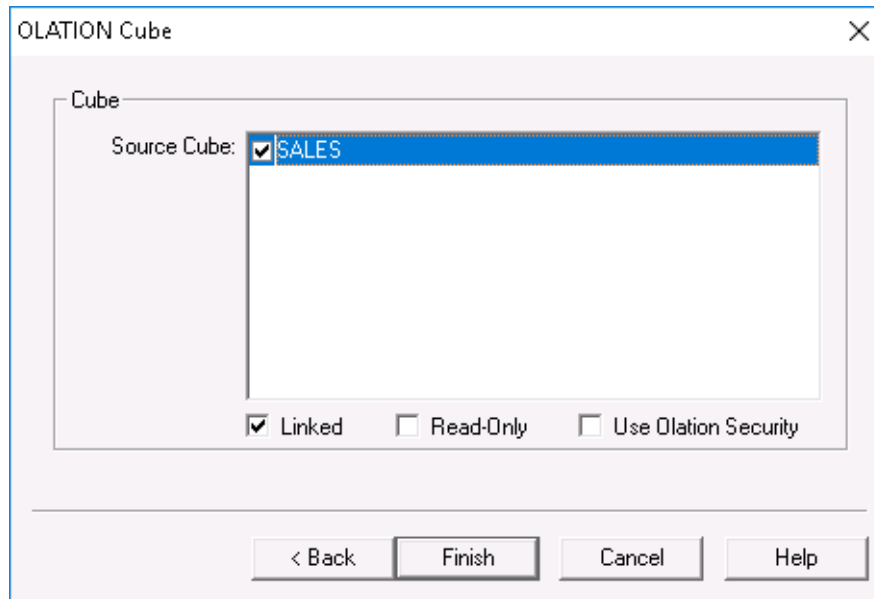 OLATION Cube
Cube
Source Cube: SALES
Linked Read-Only Use Olation Security
< Back Finish Cancel Help